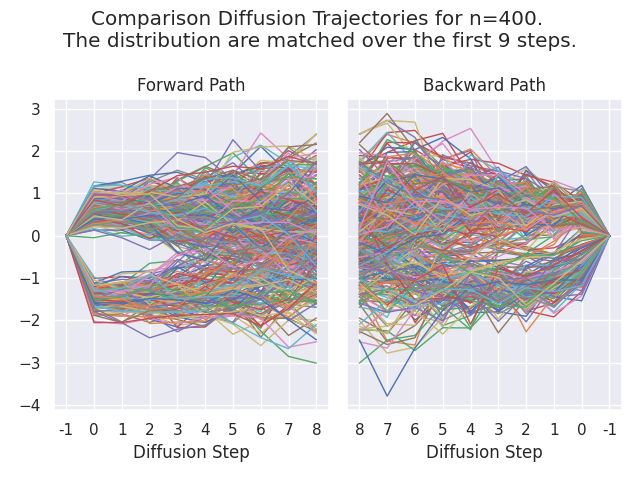 Comparison Diffusion Trajectories for n=400.
The distribution are matched over the first 9 steps.
Forward Path
Backward Path
3
2
1
0
−1
−2
−3
−4
-1 0 1 2 3 4 5 6 7 8
8 7 6 5 4 3 2 1 0 -1
Diffusion Step
Diffusion Step